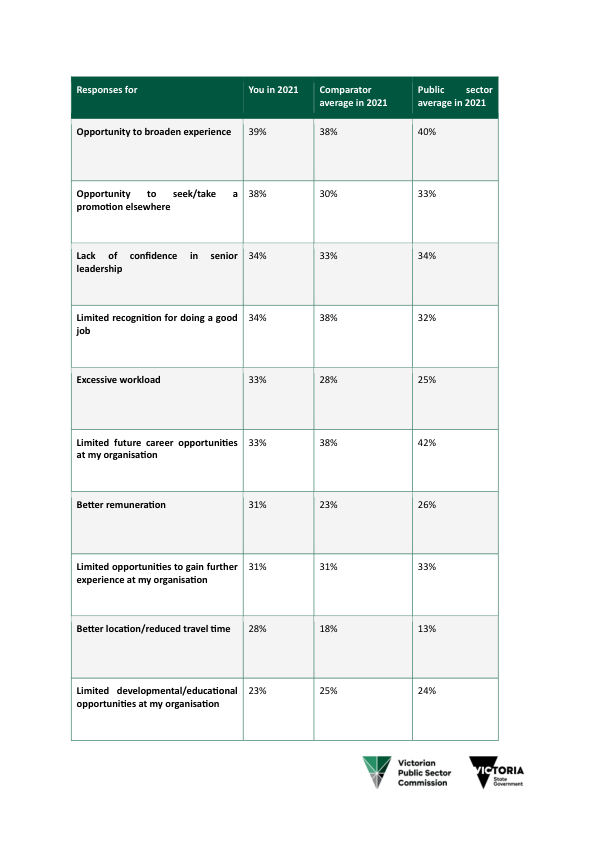 Responses for You in 2021 Comparator average in 2021 Public sector average in 2021
Opportunity to broaden experience 39% 38% 40%
Opportunity to seek/take a promotion elsewhere 38% 30% 33%
Lack of confidence in senior leadership 34% 33% 34%
Limited recognition for doing a good job 34% 38% 32%
Excessive workload 33% 28% 25%
Limited future career opportunities at my organisation 33% 38% 42%
Better remuneration 31% 23% 26%
Limited opportunities to gain further experience at my organisation 31% 31% 33%
Better location/reduced travel time 28% 18% 13%
Limited developmental/educational opportunities at my organisation 23% 25% 24%
Victorian
Public Sector
Commission
VICTORIA
State
Government